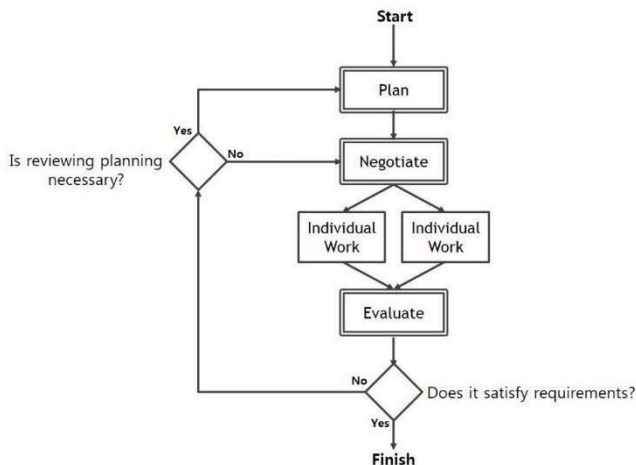 Start
Plan
Yes
Is reviewing planning
necessary?
No
Negotiate
Individual
Work
Individual
Work
Evaluate
No
Does it satisfy requirements?
Yes
Finish